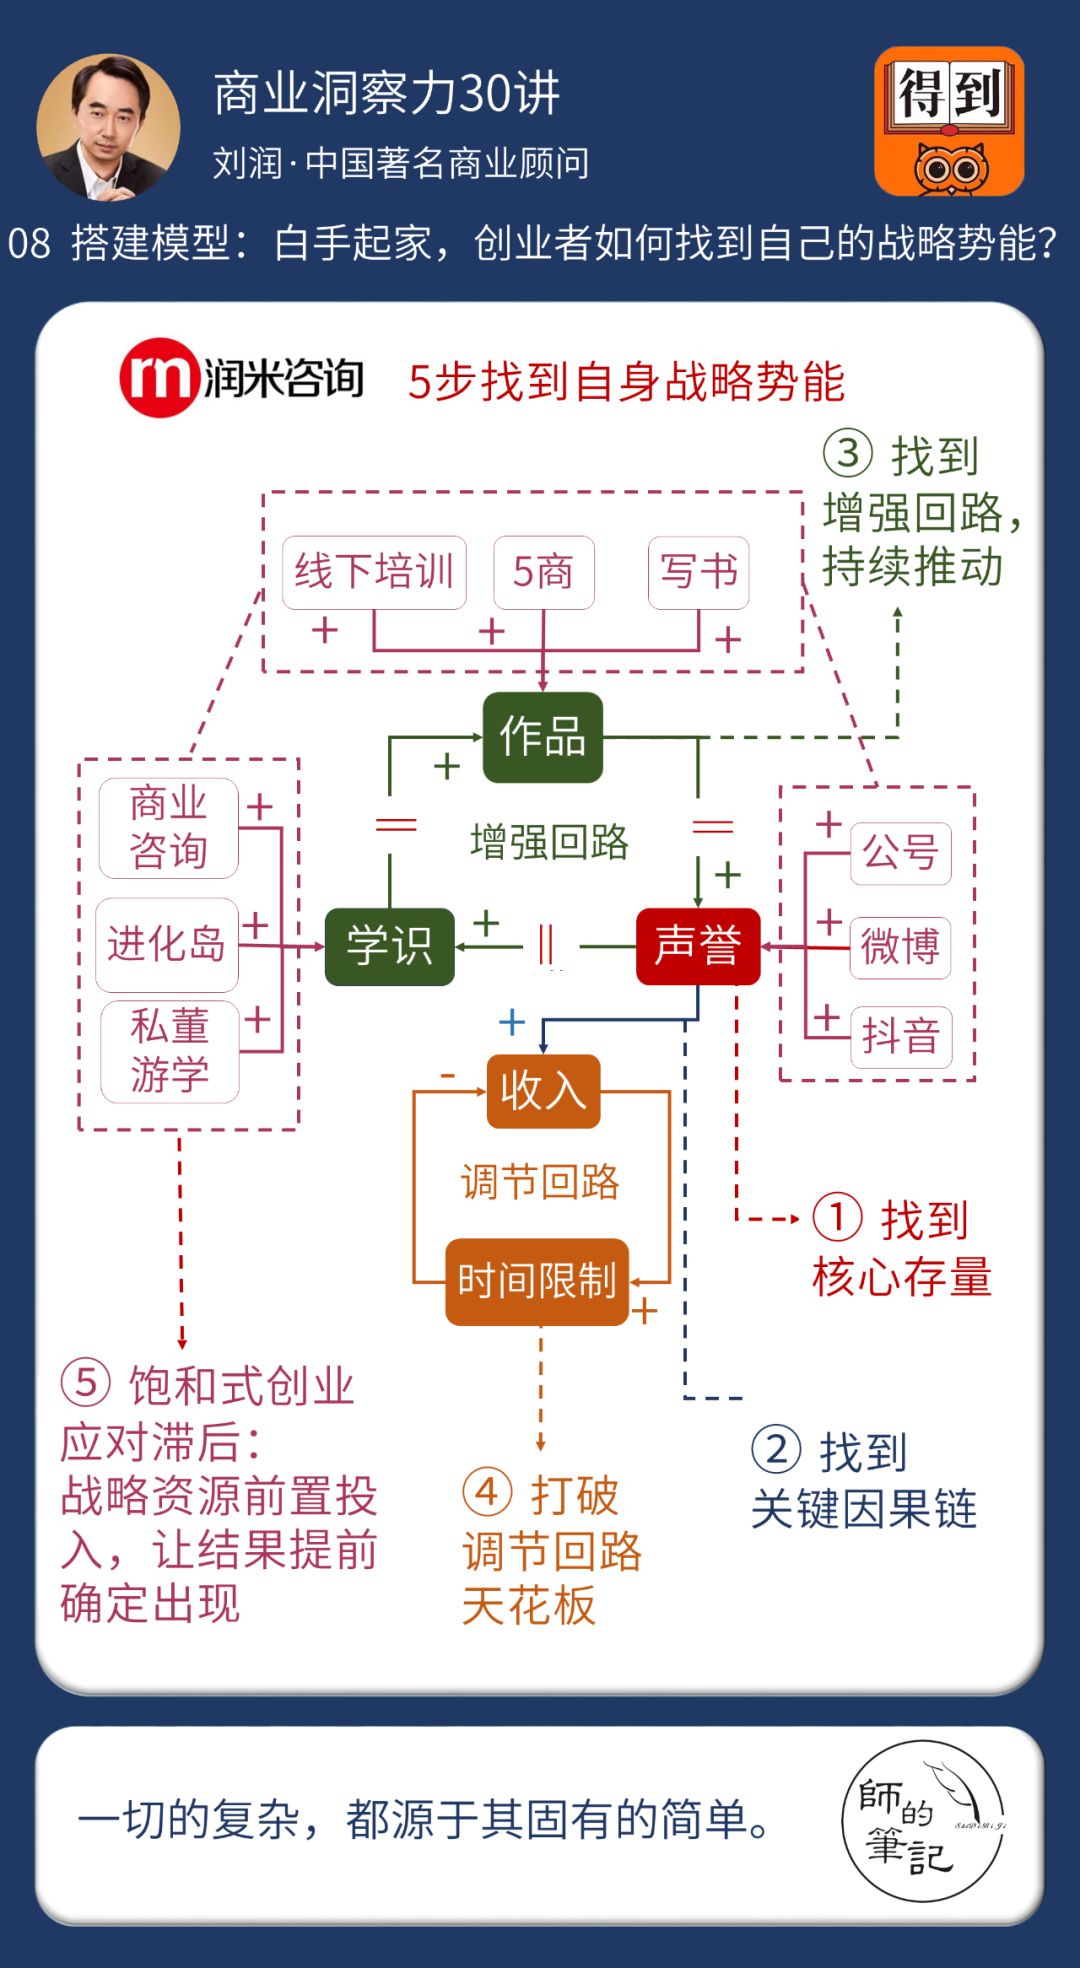 商业洞察力30讲
刘润·中国著名商业顾问
得到
08 搭建模型：白手起家，创业者如何找到自己的战略势能？
rm 润米咨询
5步找到自身战略势能
③ 找到
增强回路，
持续推动
线下培训
5商
写书
+
+
+
作品
+
商业
咨询
+
增强回路
+
公号
+
进化岛
+
学识
+
声誉
+
微博
私董
游学
+
+
抖音
+
-
收入
调节回路
时间限制
+
① 找到
核心存量
⑤ 饱和式创业
应对滞后：
战略资源前置投
入，让结果提前
确定出现
④ 打破
调节回路
天花板
② 找到
关键因果链
一切的复杂，都源于其固有的简单。
師的
筆記